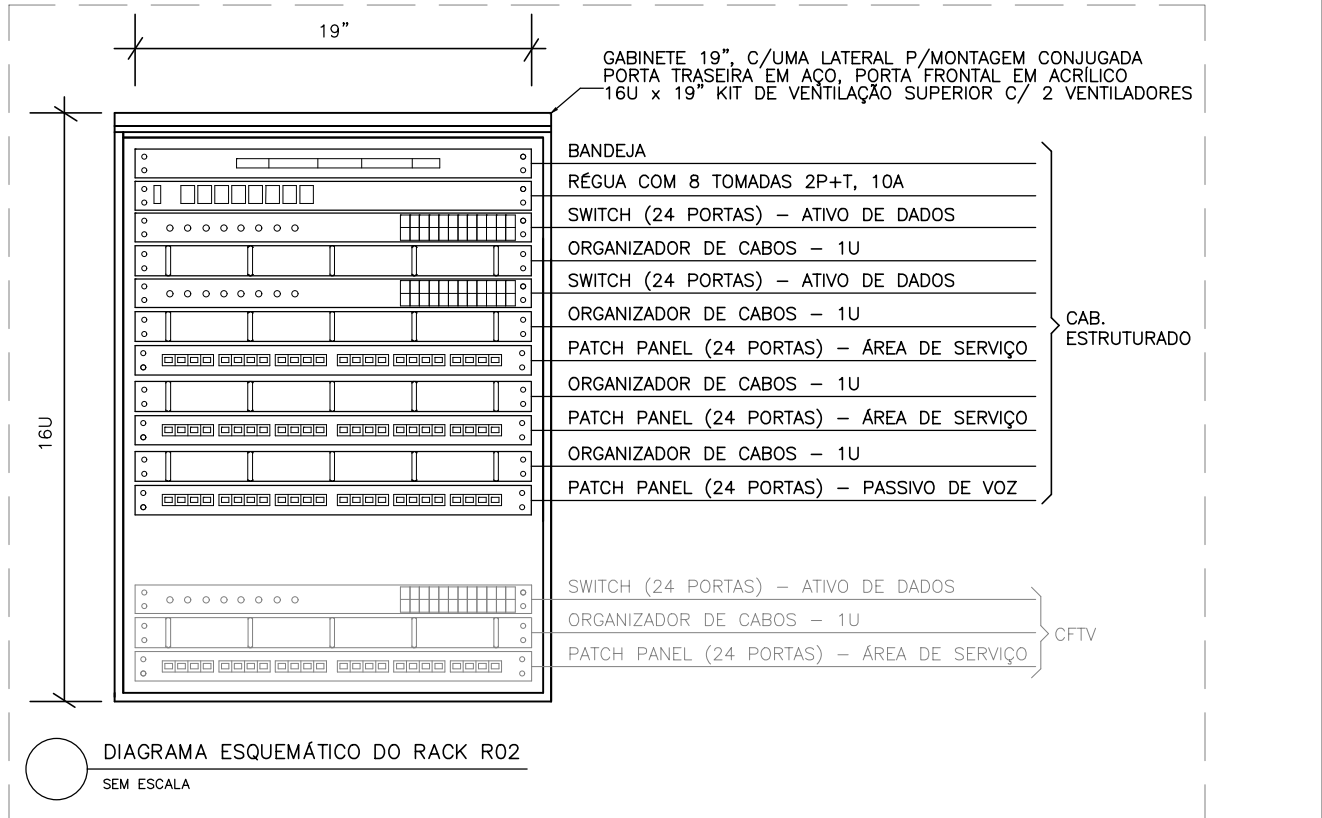 19”
GABINETE 19”, C/UMA LATERAL P/MONTAGEM CONJUGADA
PORTA TRASEIRA EM AÇO, PORTA FRONTAL EM ACRÍLICO
16U x 19” KIT DE VENTILAÇÃO SUPERIOR C/ 2 VENTILADORES
BANDEJA
RÉGUA COM 8 TOMADAS 2P+T, 10A
SWITCH (24 PORTAS) – ATIVO DE DADOS
ORGANIZADOR DE CABOS – 1U
SWITCH (24 PORTAS) – ATIVO DE DADOS
ORGANIZADOR DE CABOS – 1U
PATCH PANEL (24 PORTAS) – ÁREA DE SERVIÇO
ORGANIZADOR DE CABOS – 1U
PATCH PANEL (24 PORTAS) – ÁREA DE SERVIÇO
ORGANIZADOR DE CABOS – 1U
PATCH PANEL (24 PORTAS) – PASSIVO DE VOZ
CAB.
ESTRUTURADO
16U
SWITCH (24 PORTAS) – ATIVO DE DADOS
ORGANIZADOR DE CABOS – 1U
PATCH PANEL (24 PORTAS) – ÁREA DE SERVIÇO
CFTV
DIAGRAMA ESQUEMÁTICO DO RACK R02
SEM ESCALA